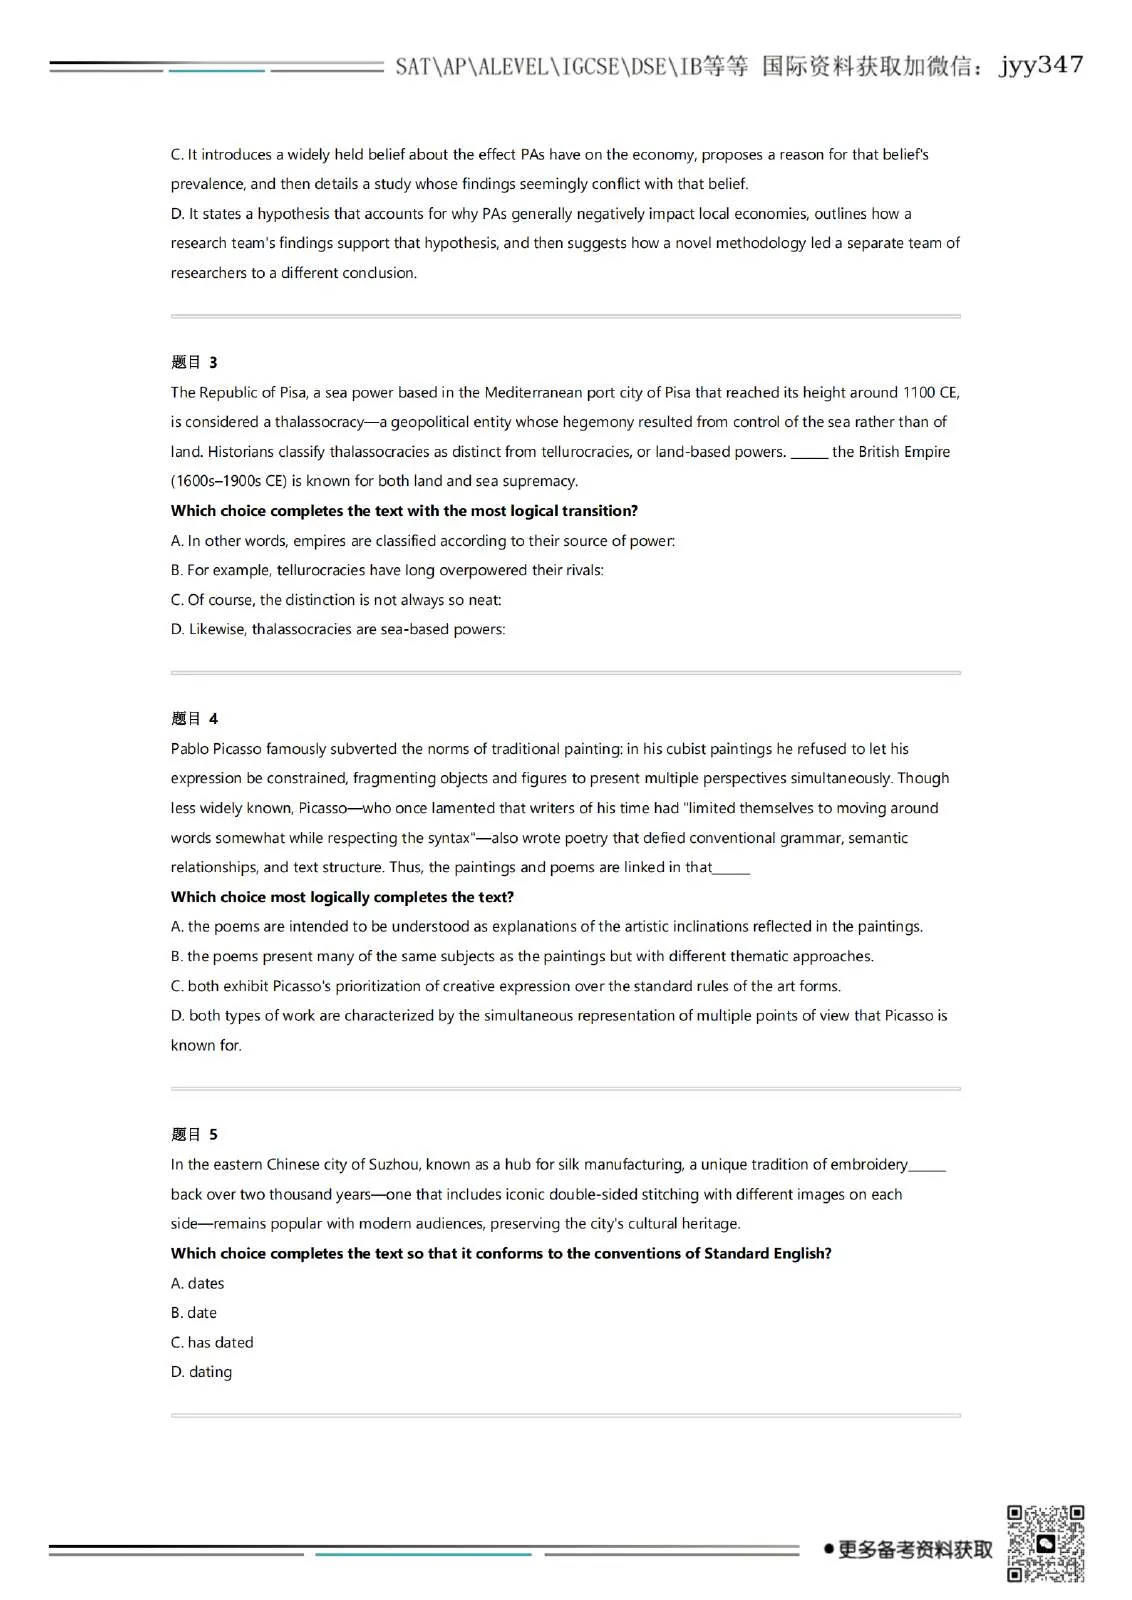 SAT\AP\ALEVEL\IGCSE\DSE\IB等等 国际资料获取加微信：jyy347
C. It introduces a widely held belief about the effect PAs have on the economy, proposes a reason for that belief's
prevalence, and then details a study whose findings seemingly conflict with that belief.
D. It states a hypothesis that accounts for why PAs generally negatively impact local economies, outlines how a
research team's findings support that hypothesis, and then suggests how a novel methodology led a separate team of
researchers to a different conclusion.
题目 3
The Republic of Pisa, a sea power based in the Mediterranean port city of Pisa that reached its height around 1100 CE,
is considered a thalassocracy—a geopolitical entity whose hegemony resulted from control of the sea rather than of
land. Historians classify thalassocracies as distinct from tellurocracies, or land-based powers. _____ the British Empire
(1600s–1900s CE) is known for both land and sea supremacy.
Which choice completes the text with the most logical transition?
A. In other words, empires are classified according to their source of power:
B. For example, tellurocracies have long overpowered their rivals:
C. Of course, the distinction is not always so neat:
D. Likewise, thalassocracies are sea-based powers:
题目 4
Pablo Picasso famously subverted the norms of traditional painting: in his cubist paintings he refused to let his
expression be constrained, fragmenting objects and figures to present multiple perspectives simultaneously. Though
less widely known, Picasso—who once lamented that writers of his time had "limited themselves to moving around
words somewhat while respecting the syntax"—also wrote poetry that defied conventional grammar, semantic
relationships, and text structure. Thus, the paintings and poems are linked in that_____
Which choice most logically completes the text?
A. the poems are intended to be understood as explanations of the artistic inclinations reflected in the paintings.
B. the poems present many of the same subjects as the paintings but with different thematic approaches.
C. both exhibit Picasso's prioritization of creative expression over the standard rules of the art forms.
D. both types of work are characterized by the simultaneous representation of multiple points of view that Picasso is
known for.
题目 5
In the eastern Chinese city of Suzhou, known as a hub for silk manufacturing, a unique tradition of embroidery_____
back over two thousand years—one that includes iconic double-sided stitching with different images on each
side—remains popular with modern audiences, preserving the city's cultural heritage.
Which choice completes the text so that it conforms to the conventions of Standard English?
A. dates
B. date
C. has dated
D. dating
●更多备考资料获取